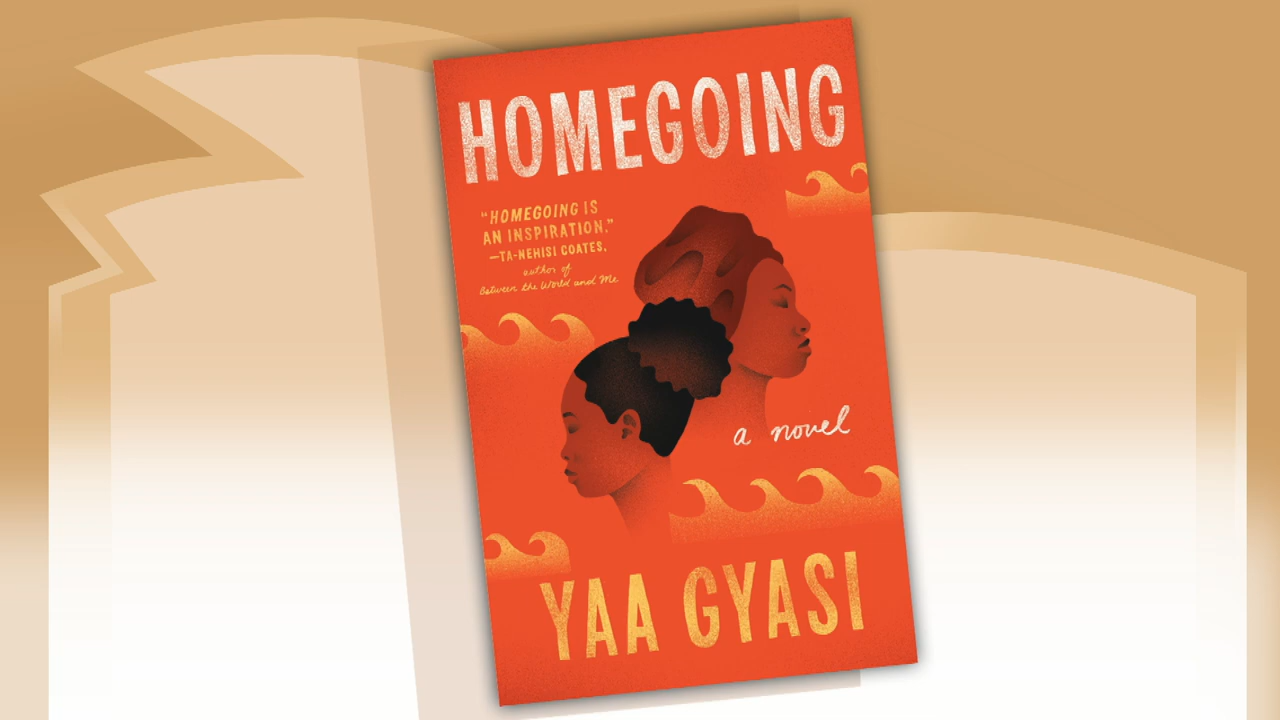 HOMEGOING
“HOMEGOING IS
AN INSPIRATION.”
—TA-NEHISI COATES,
author of
Between the World and Me
a novel
YAA GYASI